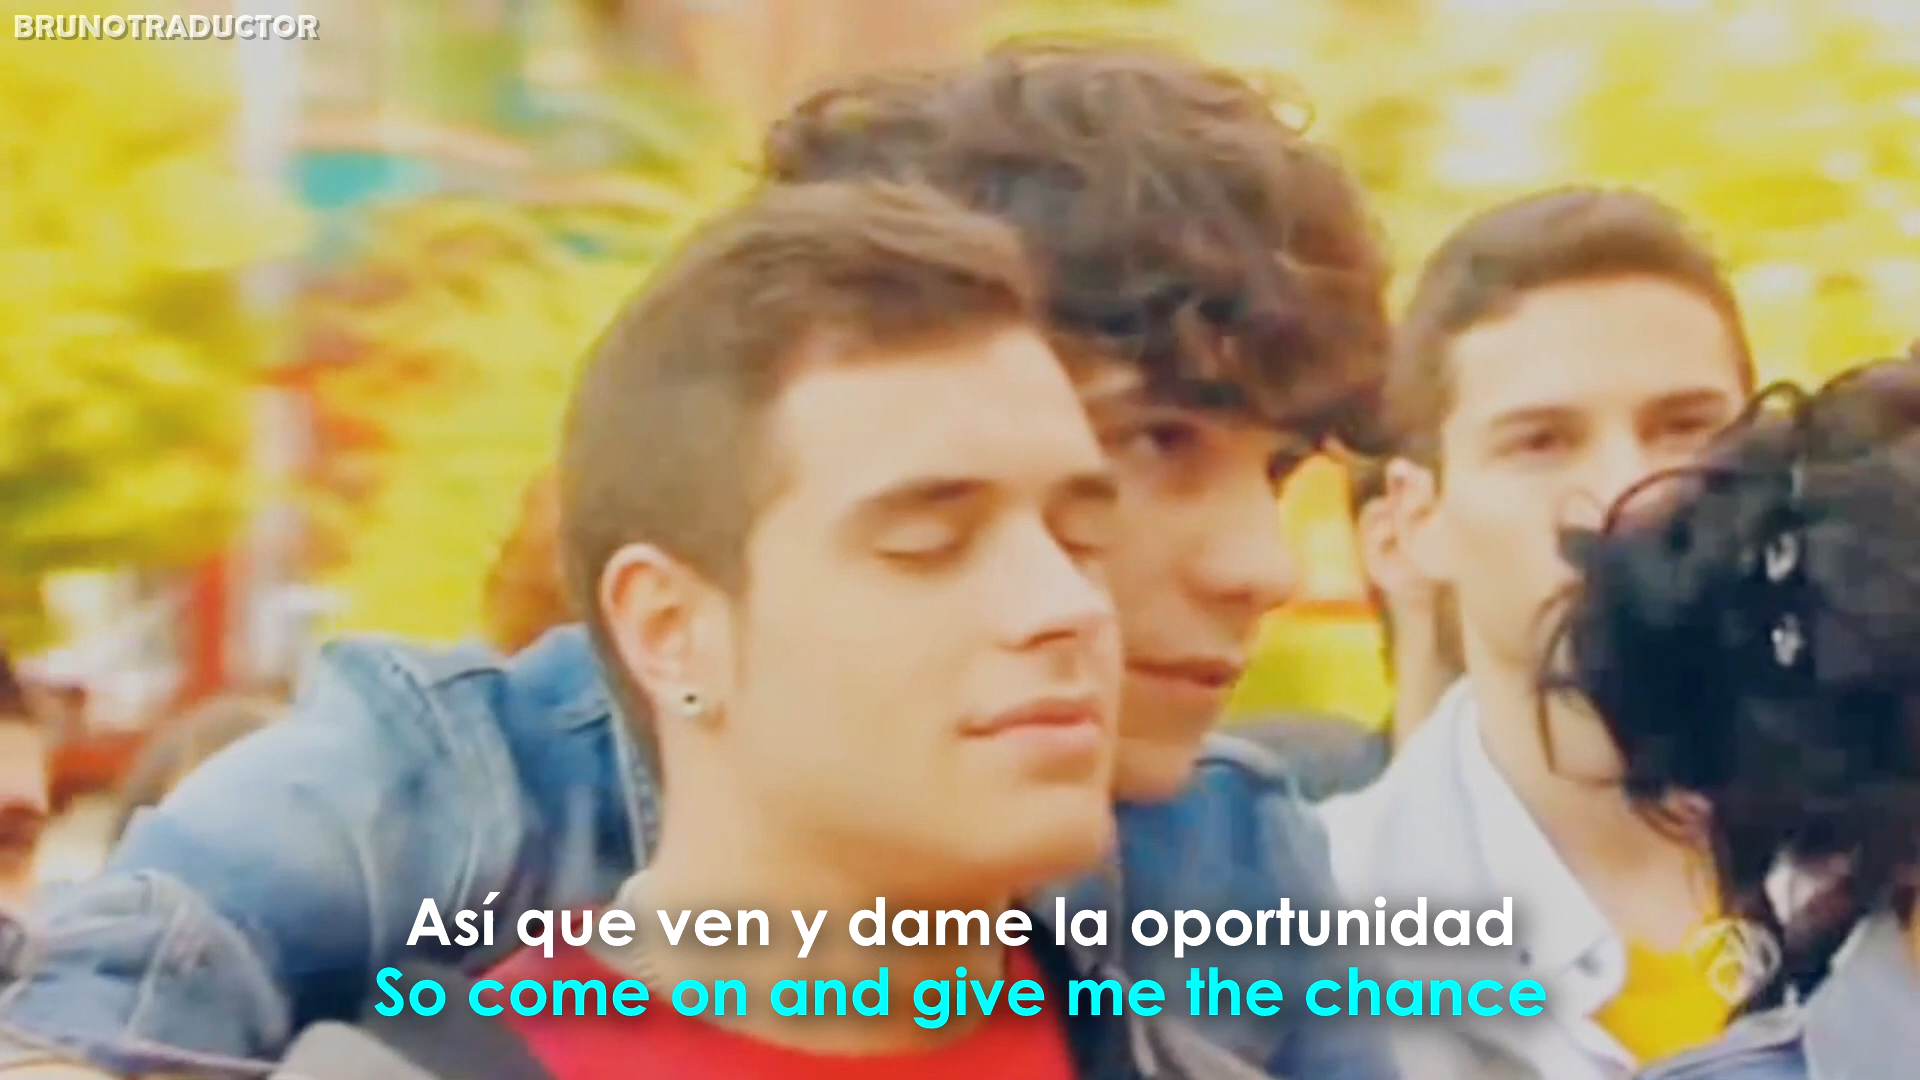 BRUNOTRADUCTOR
Así que ven y dame la oportunidad
So come on and give me the chance